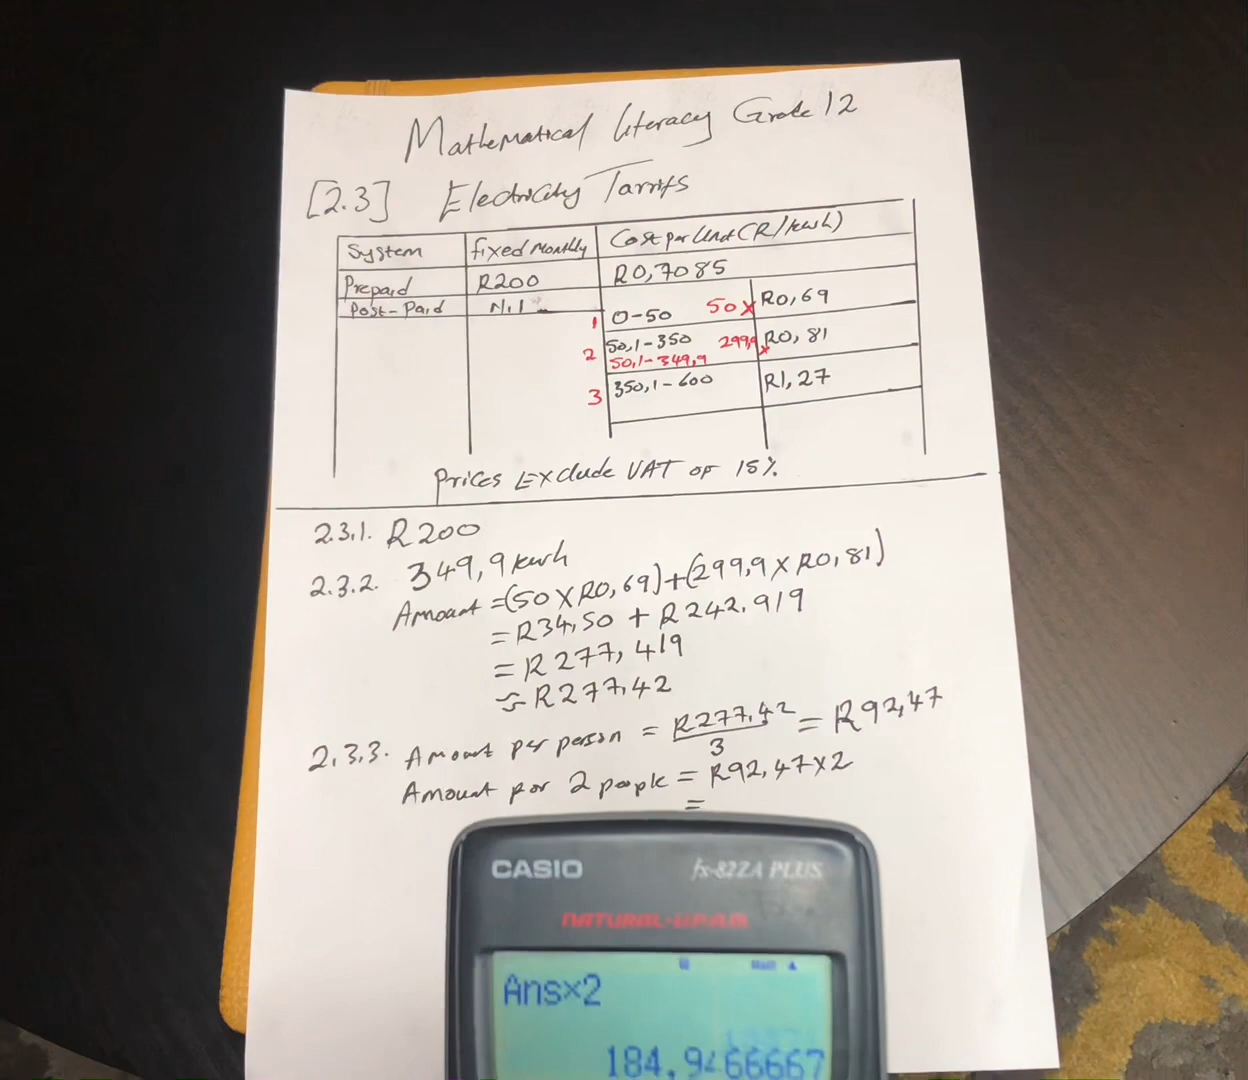 Mathematical Literacy Grade 12
[2.3] Electricity Tarrifs
System fixed Monthly Cost per Unit (R/kwh)
Prepaid R200 R0,7085
Post-Paid Nil
1 0-50 50 x R0,69
2 50,1-350 299,9 x R0,81
50,1-349,9
3 350,1-600 R1,27
Prices Exclude VAT of 15%
2.3.1. R200
2.3.2. 349,9 kwh
Amount =(50 x R0,69)+(299,9 x R0,81)
= R34,50 + R242.919
= R277,419
≈ R277,42
2.3.3. Amount per person = R277,42 / 3 = R92,47
Amount for 2 people = R92,47x2
=
CASIO fx-82ZA PLUS
NATURAL-V.P.A.M.
Math ▲
Ans×2
184.9466667